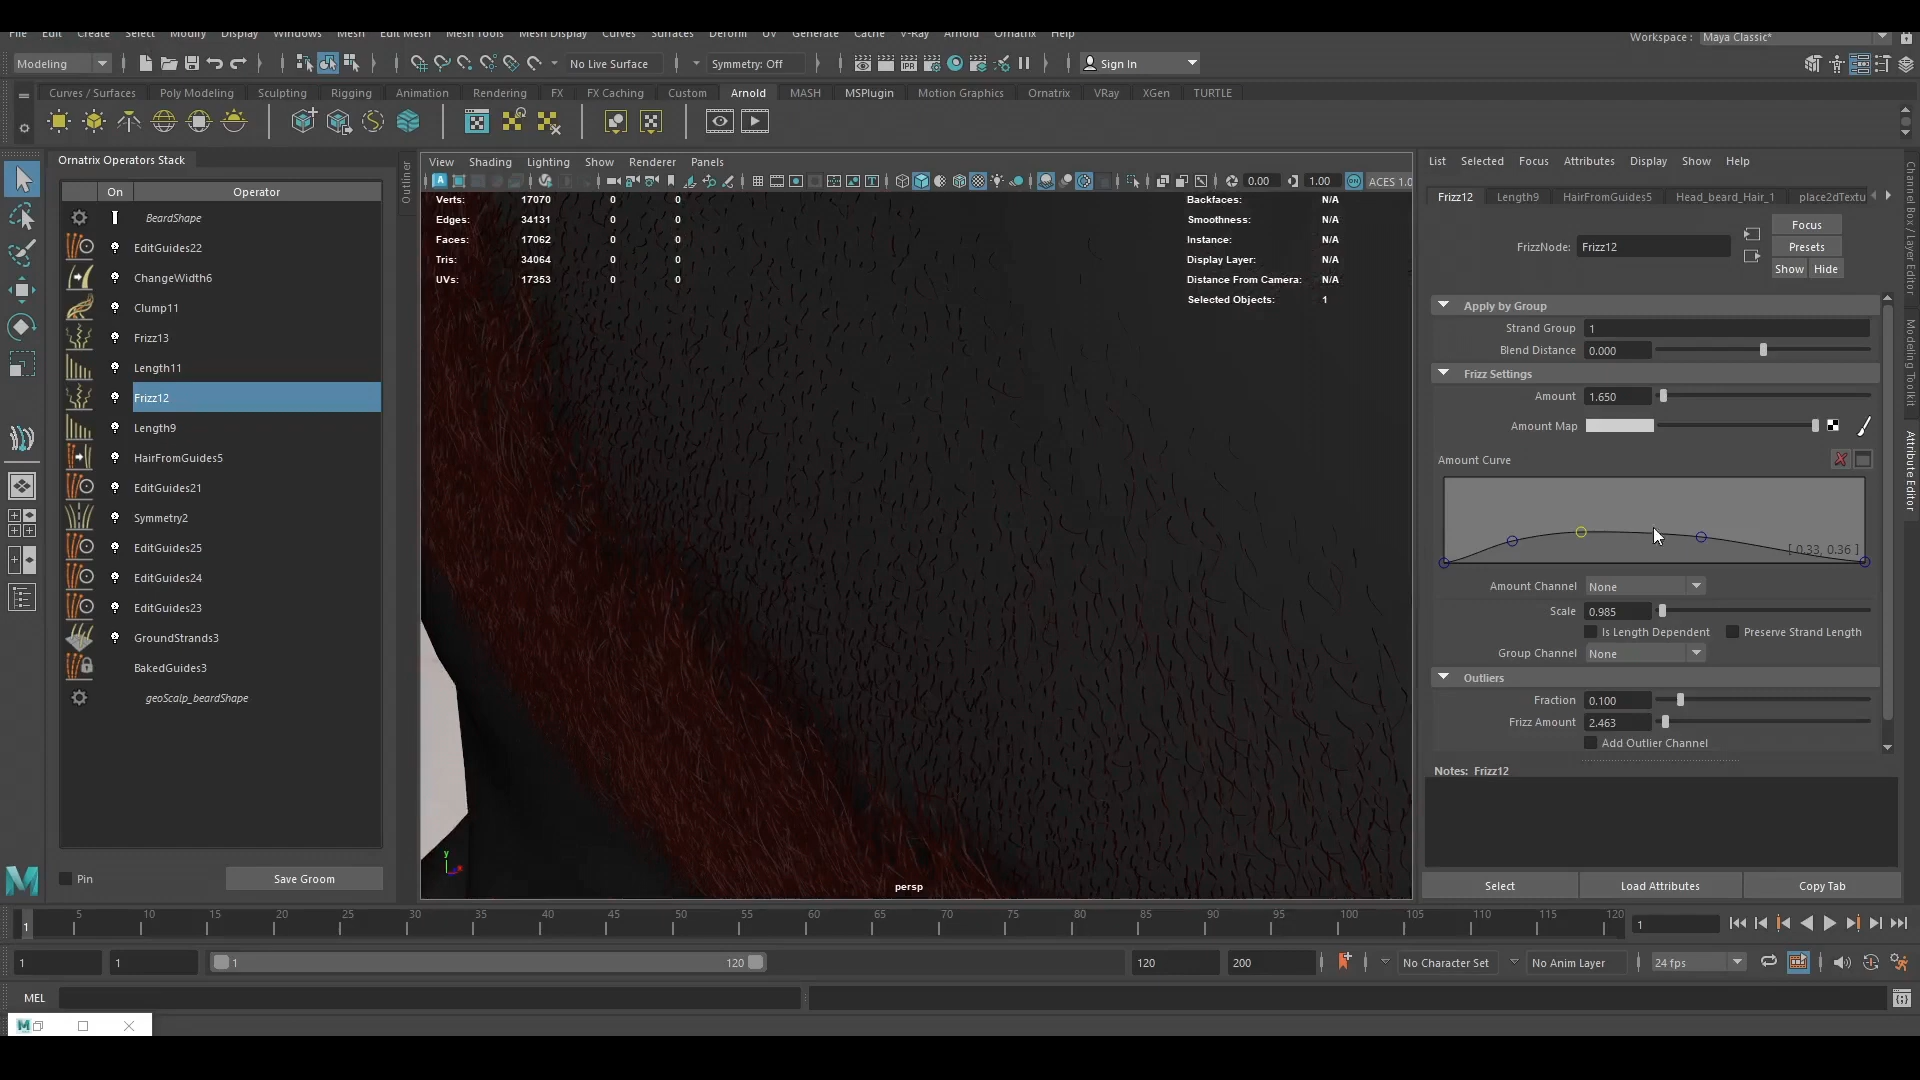 File Edit Create Select Modify Display Windows Mesh Edit Mesh Mesh Tools Mesh Display Curves Surfaces Deform UV Generate Cache V-Ray Arnold Ornatrix Help
Workspace : Maya Classic*
Modeling No Live Surface Symmetry: Off Sign In
Curves / Surfaces Poly Modeling Sculpting Rigging Animation Rendering FX FX Caching Custom Arnold MASH MSPlugin Motion Graphics Ornatrix VRay XGen TURTLE
IPR
Ornatrix Operators Stack
On Operator
BeardShape
EditGuides22
ChangeWidth6
Clump11
Frizz13
Length11
Frizz12
Length9
HairFromGuides5
EditGuides21
Symmetry2
EditGuides25
EditGuides24
EditGuides23
GroundStrands3
BakedGuides3
geoScalp_beardShape
Pin Save Groom
Outliner
View Shading Lighting Show Renderer Panels
0.00 1.00 ACES 1.0
Verts: 17070 0 0
Edges: 34131 0 0
Faces: 17062 0 0
Tris: 34064 0 0
UVs: 17353 0 0
Backfaces: N/A
Smoothness: N/A
Instance: N/A
Display Layer: N/A
Distance From Camera: N/A
Selected Objects: 1
y
persp
List Selected Focus Attributes Display Show Help
Frizz12 Length9 HairFromGuides5 Head_beard_Hair_1 place2dTextu
FrizzNode: Frizz12
Focus
Presets
Show Hide
Apply by Group
Strand Group 1
Blend Distance 0.000
Frizz Settings
Amount 1.650
Amount Map
Amount Curve
[ 0.33, 0.36 ]
Amount Channel None
Scale 0.985
Is Length Dependent Preserve Strand Length
Group Channel None
Outliers
Fraction 0.100
Frizz Amount 2.463
Add Outlier Channel
Notes: Frizz12
Select Load Attributes Copy Tab
Channel Box / Layer Editor
Modeling Toolkit
Attribute Editor
1 5 10 15 20 25 30 35 40 45 50 55 60 65 70 75 80 85 90 95 100 105 110 115 120 1
1 1 1 120 120 200 No Character Set No Anim Layer 24 fps
MEL
M